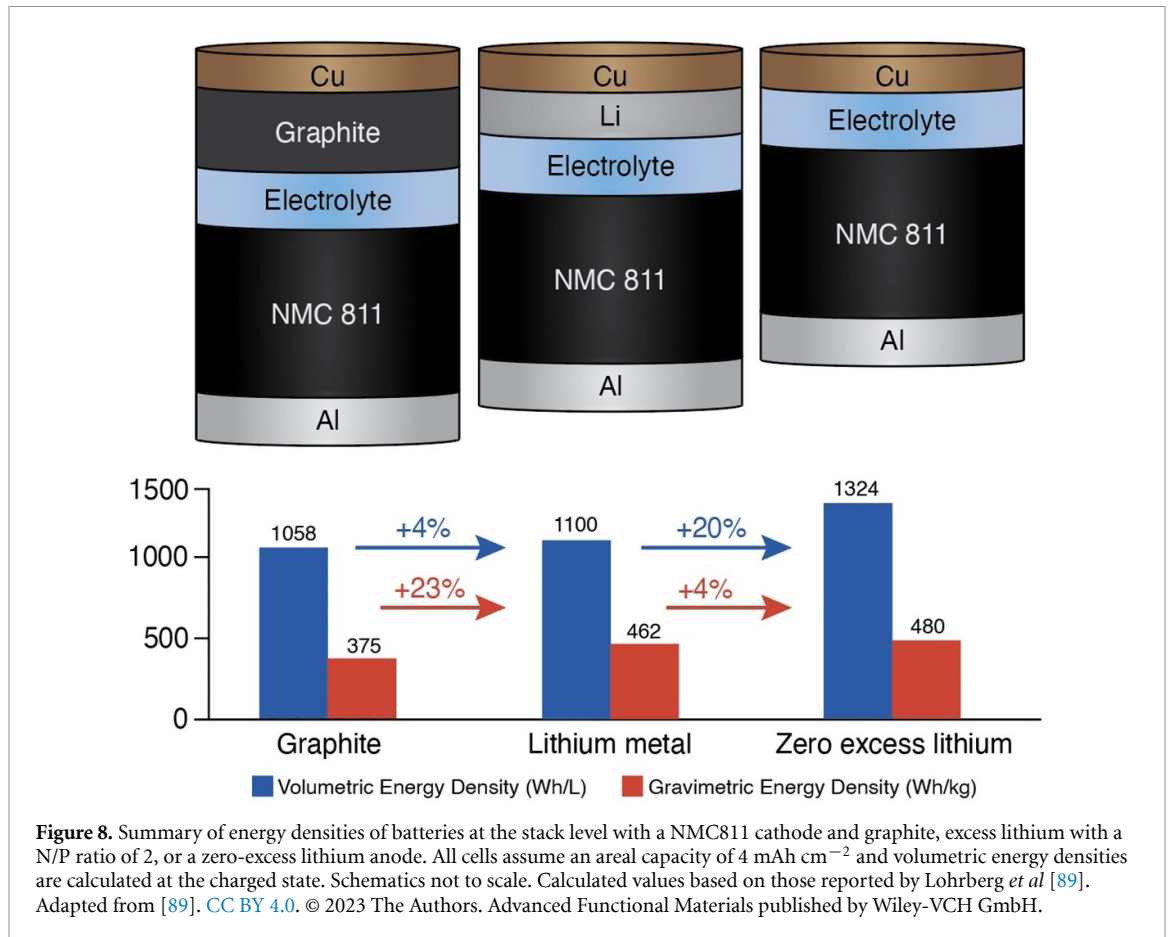 Cu
Graphite
Electrolyte
NMC 811
Al
Cu
Li
Electrolyte
NMC 811
Al
Cu
Electrolyte
NMC 811
Al
1500
1000
500
0
1058
375
+4%
+23%
1100
462
+20%
+4%
1324
480
Graphite
Lithium metal
Zero excess lithium
Volumetric Energy Density (Wh/L)
Gravimetric Energy Density (Wh/kg)
Figure 8. Summary of energy densities of batteries at the stack level with a NMC811 cathode and graphite, excess lithium with a
N/P ratio of 2, or a zero-excess lithium anode. All cells assume an areal capacity of 4 mAh cm⁻² and volumetric energy densities
are calculated at the charged state. Schematics not to scale. Calculated values based on those reported by Lohrberg et al [89].
Adapted from [89]. CC BY 4.0. © 2023 The Authors. Advanced Functional Materials published by Wiley-VCH GmbH.